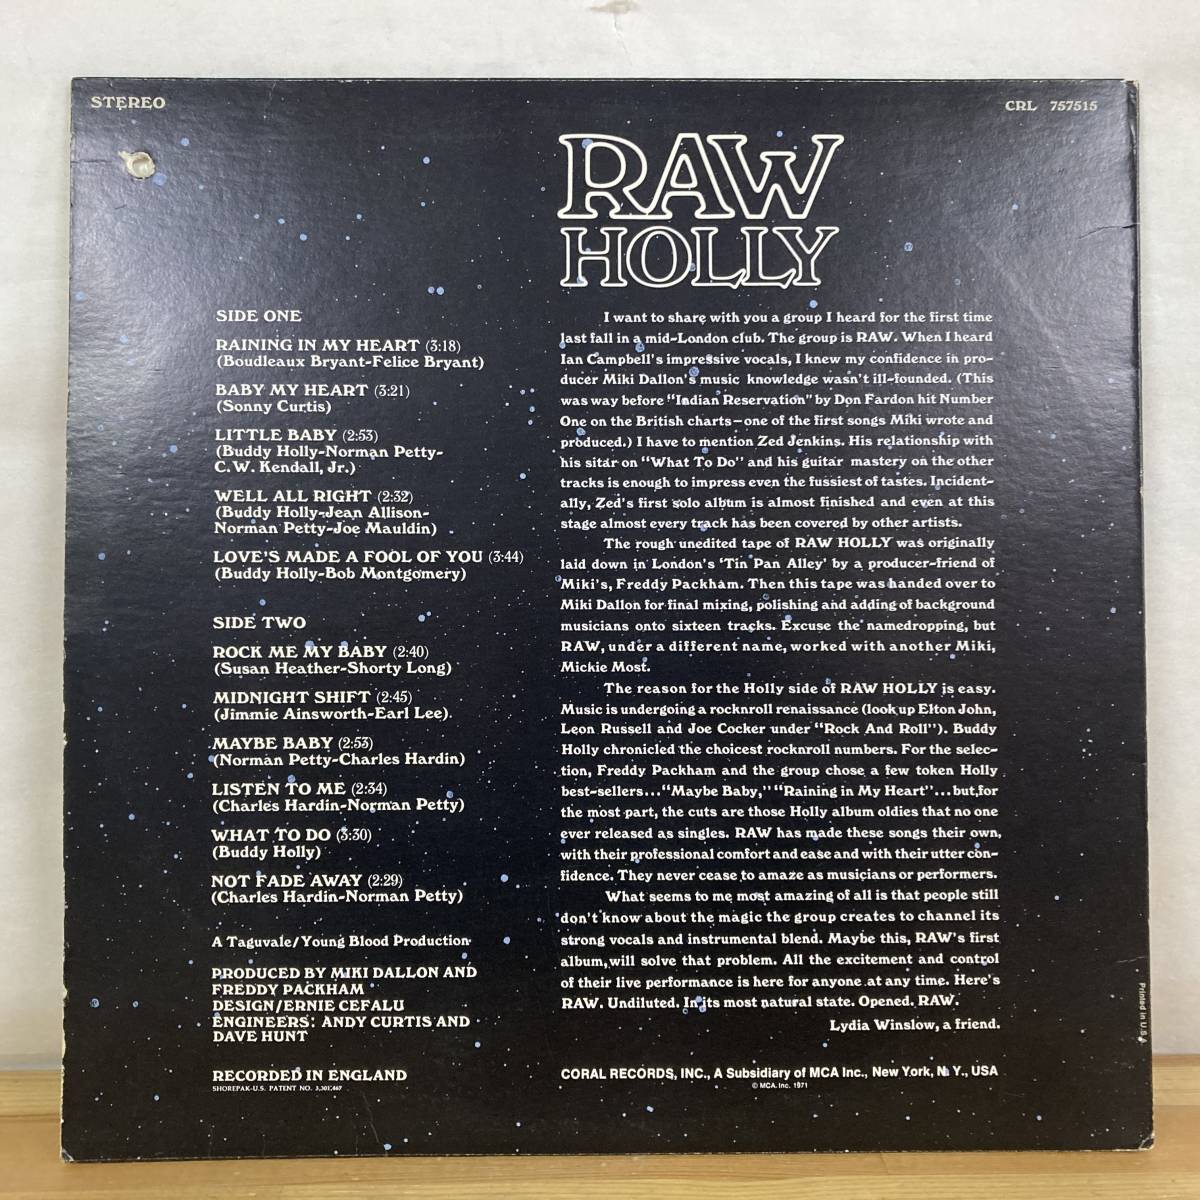 STEREO
CRL 757515
RAW
HOLLY
SIDE ONE
RAINING IN MY HEART (3:18)
(Boudleaux Bryant-Felice Bryant)
BABY MY HEART (3:21)
(Sonny Curtis)
LITTLE BABY (2:53)
(Buddy Holly-Norman Petty-
C.W. Kendall, Jr.)
WELL ALL RIGHT (2:32)
(Buddy Holly-Jean Allison-
Norman Petty-Joe Mauldin)
LOVE'S MADE A FOOL OF YOU (3:44)
(Buddy Holly-Bob Montgomery)
SIDE TWO
ROCK ME MY BABY (2:40)
(Susan Heather-Shorty Long)
MIDNIGHT SHIFT (2:45)
(Jimmie Ainsworth-Earl Lee)
MAYBE BABY (2:53)
(Norman Petty-Charles Hardin)
LISTEN TO ME (2:34)
(Charles Hardin-Norman Petty)
WHAT TO DO (3:30)
(Buddy Holly)
NOT FADE AWAY (2:29)
(Charles Hardin-Norman Petty)
A Taguvale/Young Blood Production
PRODUCED BY MIKI DALLON AND
FREDDY PACKHAM
DESIGN/ERNIE CEFALU
ENGINEERS: ANDY CURTIS AND
DAVE HUNT
RECORDED IN ENGLAND
SHOREPAK-U.S. PATENT NO. 3,301,467
I want to share with you a group I heard for the first time
last fall in a mid-London club. The group is RAW. When I heard
Ian Campbell's impressive vocals, I knew my confidence in pro-
ducer Miki Dallon's music knowledge wasn't ill-founded. (This
was way before "Indian Reservation" by Don Fardon hit Number
One on the British charts—one of the first songs Miki wrote and
produced.) I have to mention Zed Jenkins. His relationship with
his sitar on "What To Do" and his guitar mastery on the other
tracks is enough to impress even the fussiest of tastes. Incident-
ally, Zed's first solo album is almost finished and even at this
stage almost every track has been covered by other artists.
The rough unedited tape of RAW HOLLY was originally
laid down in London's 'Tin Pan Alley' by a producer-friend of
Miki's, Freddy Packham. Then this tape was handed over to
Miki Dallon for final mixing, polishing and adding of background
musicians onto sixteen tracks. Excuse the namedropping, but
RAW, under a different name, worked with another Miki,
Mickie Most.
The reason for the Holly side of RAW HOLLY is easy.
Music is undergoing a rocknroll renaissance (look up Elton John,
Leon Russell and Joe Cocker under "Rock And Roll"). Buddy
Holly chronicled the choicest rocknroll numbers. For the selec-
tion, Freddy Packham and the group chose a few token Holly
best-sellers..."Maybe Baby," "Raining in My Heart"...but,for
the most part, the cuts are those Holly album oldies that no one
ever released as singles. RAW has made these songs their own,
with their professional comfort and ease and with their utter con-
fidence. They never cease to amaze as musicians or performers.
What seems to me most amazing of all is that people still
don't know about the magic the group creates to channel its
strong vocals and instrumental blend. Maybe this, RAW's first
album, will solve that problem. All the excitement and control
of their live performance is here for anyone at any time. Here's
RAW. Undiluted. In its most natural state. Opened. RAW.
Lydia Winslow, a friend.
CORAL RECORDS, INC., A Subsidiary of MCA Inc., New York, N.Y., USA
© MCA, Inc. 1971
Printed in U.S.A.